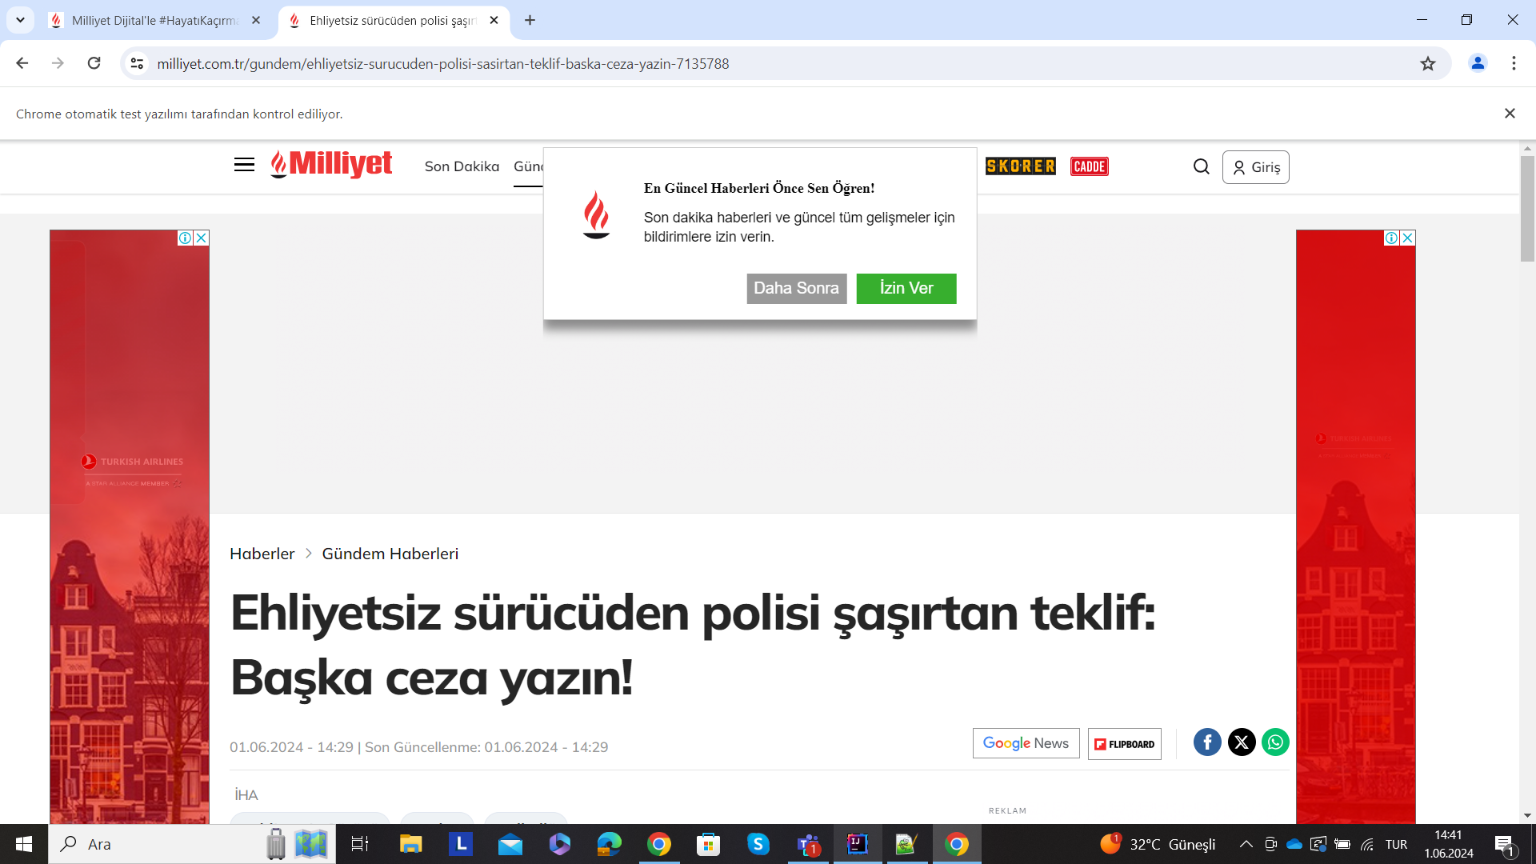 Milliyet Dijital'le #HayatıKaçırma
Ehliyetsiz sürücüden polisi şaşır
milliyet.com.tr/gundem/ehliyetsiz-surucuden-polisi-sasirtan-teklif-baska-ceza-yazin-7135788
Chrome otomatik test yazılımı tarafından kontrol ediliyor.
Milliyet
Son Dakika
Günd
SKORER
CADDE
Giriş
En Güncel Haberleri Önce Sen Öğren!
Son dakika haberleri ve güncel tüm gelişmeler için
bildirimlere izin verin.
Daha Sonra
İzin Ver
TURKISH AIRLINES
A STAR ALLIANCE MEMBER
TURKISH AIRLINES
Haberler > Gündem Haberleri
Ehliyetsiz sürücüden polisi şaşırtan teklif:
Başka ceza yazın!
01.06.2024 - 14:29 | Son Güncellenme: 01.06.2024 - 14:29
Google News
FLIPBOARD
İHA
REKLAM
Ara
32°C Güneşli
TUR
14:41
1.06.2024